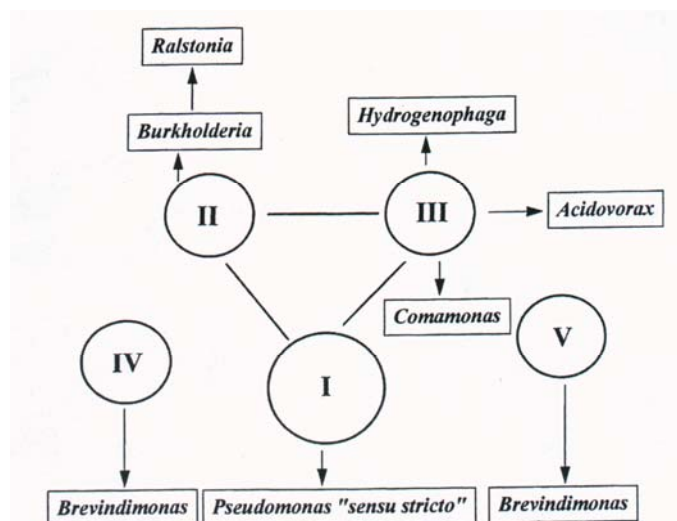 Ralstonia
Burkholderia
Hydrogenophaga
II
III
Acidovorax
Comamonas
IV
I
V
Brevindimonas
Pseudomonas "sensu stricto"
Brevindimonas